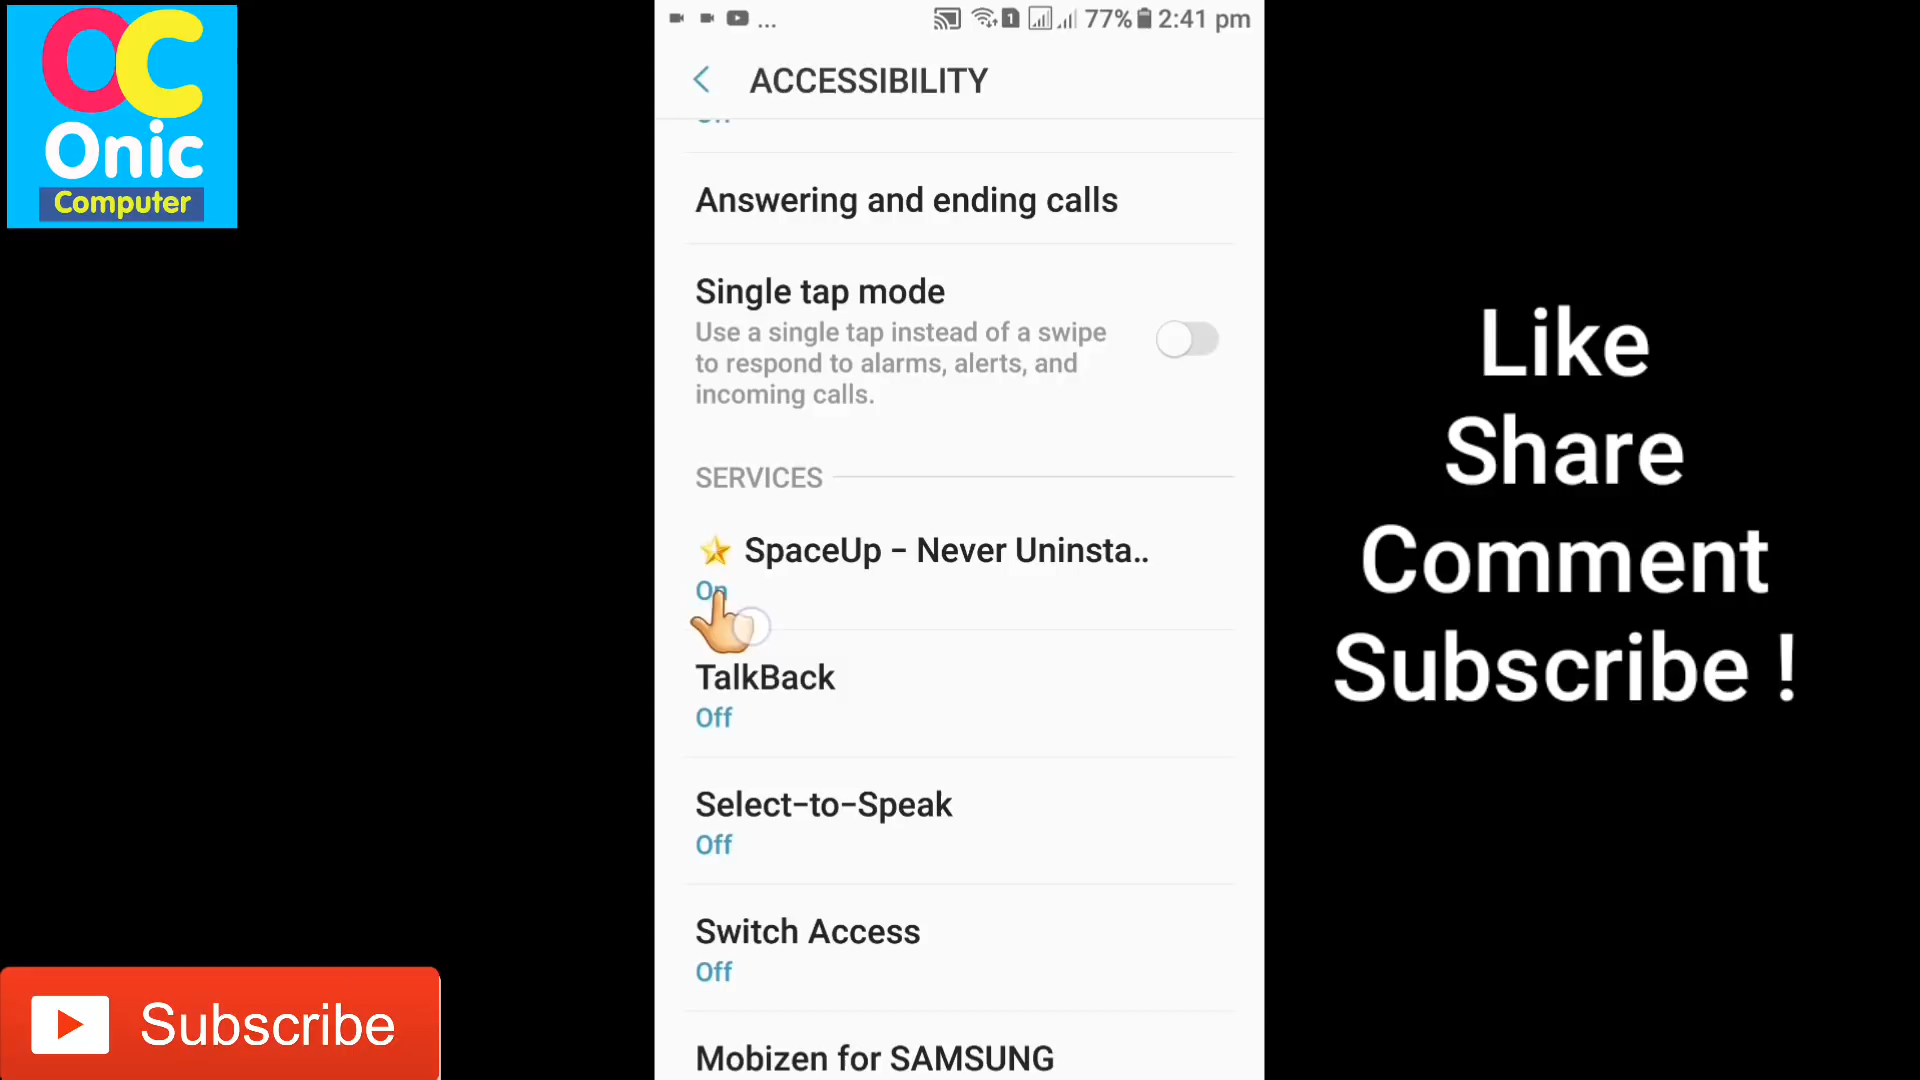 OC
Onic
Computer
... 1 77% 2:41 pm
ACCESSIBILITY
Answering and ending calls
Single tap mode
Use a single tap instead of a swipe
to respond to alarms, alerts, and
incoming calls.
SERVICES
SpaceUp - Never Uninsta..
On
TalkBack
Off
Select-to-Speak
Off
Switch Access
Off
Mobizen for SAMSUNG
Like
Share
Comment
Subscribe !
Subscribe